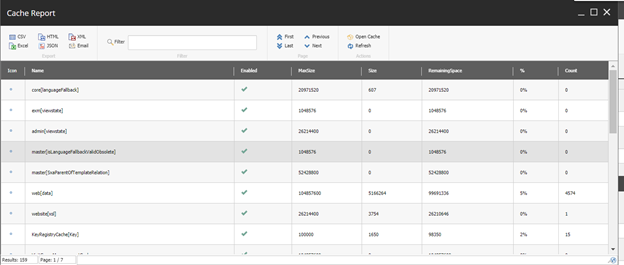 Cache Report
CSV HTML XML
Excel JSON Email
Export
Filter
Filter
First Previous
Last Next
Page
Open Cache
Refresh
Actions
Icon Name Enabled MaxSize Size RemainingSpace % Count
core[languageFallback] 20971520 607 20971520 0% 0
exm[viewstate] 1048576 0 1048576 0% 0
admin[viewstate] 26214400 0 26214400 0% 0
master[isLanguageFallbackValidObsolete] 1048576 0 1048576 0% 0
master[SxaParentOfTemplateRelation] 52428800 0 52428800 0% 0
web[data] 104857600 5166264 99691336 5% 4574
website[xsl] 26214400 3754 26210646 0% 1
KeyRegistryCache[Key] 100000 1650 98350 2% 15
Results: 159 Page: 1 / 7